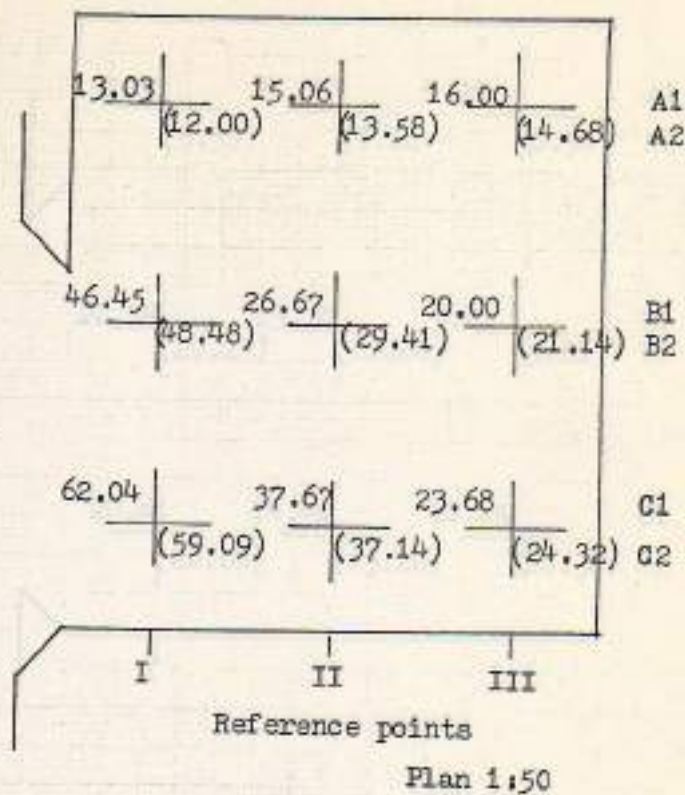 13.03 15.06 16.00 A1
(12.00) (13.58) (14.68) A2
46.45 26.67 20.00 B1
(48.48) (29.41) (21.14) B2
62.04 37.67 23.68 C1
(59.09) (37.14) (24.32) C2
I II III
Reference points
Plan 1:50